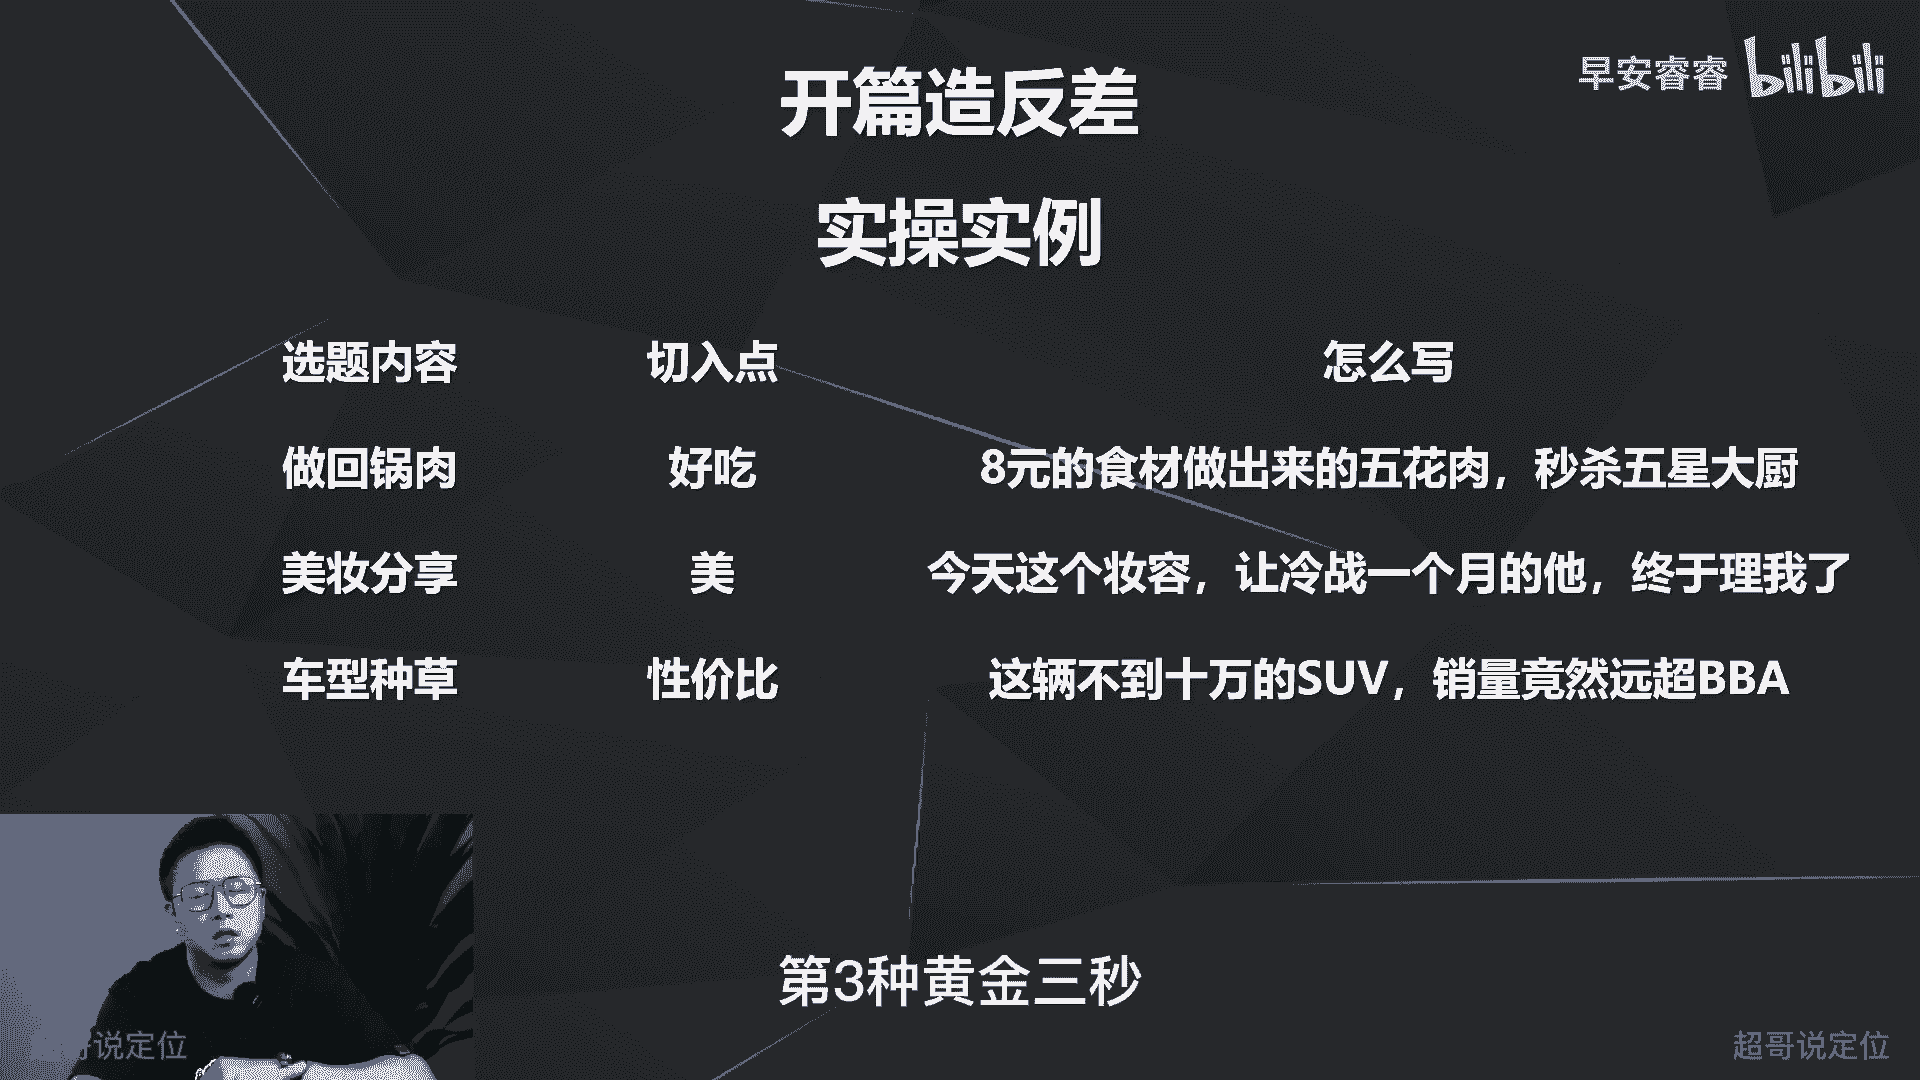 早安睿睿 bilibili
开篇造反差
实操实例
选题内容 切入点 怎么写
做回锅肉 好吃 8元的食材做出来的五花肉，秒杀五星大厨
美妆分享 美 今天这个妆容，让冷战一个月的他，终于理我了
车型种草 性价比 这辆不到十万的SUV，销量竟然远超BBA
第3种黄金三秒
哥说定位
超哥说定位